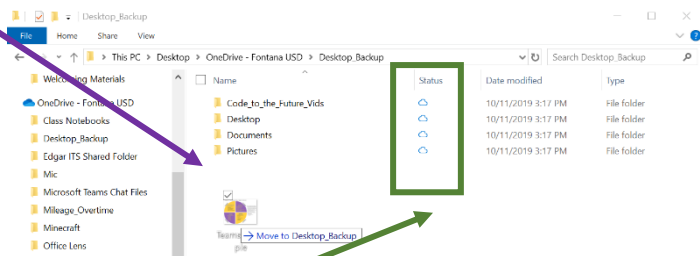 Desktop_Backup
File Home Share View
This PC > Desktop > OneDrive - Fontana USD > Desktop_Backup Search Desktop_Backup
Welcoming Materials Name Status Date modified Type
OneDrive - Fontana USD Code_to_the_Future_Vids 10/11/2019 3:17 PM File folder
Class Notebooks Desktop 10/11/2019 3:17 PM File folder
Desktop_Backup Documents 10/11/2019 3:17 PM File folder
Edgar ITS Shared Folder Pictures 10/11/2019 3:17 PM File folder
Mic
Microsoft Teams Chat Files
Mileage_Overtime
Minecraft
Office Lens
Teams Move to Desktop_Backup
ple